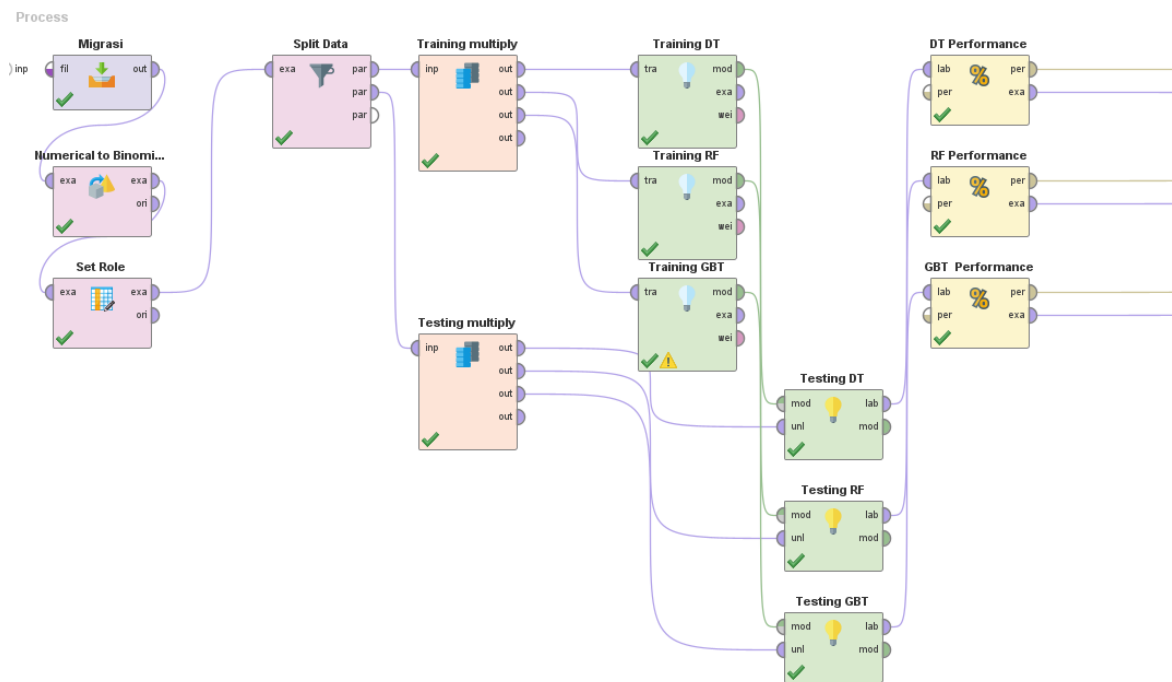 Process
inp
Migrasi
fil out
Numerical to Binomi...
exa exa
ori
Set Role
exa exa
ori
Split Data
exa par
par
par
Training multiply
inp out
out
out
out
Testing multiply
inp out
out
out
out
Training DT
tra mod
exa
wei
Training RF
tra mod
exa
wei
Training GBT
tra mod
exa
wei
Testing DT
mod lab
unl mod
Testing RF
mod lab
unl mod
Testing GBT
mod lab
unl mod
DT Performance
lab % per
per exa
RF Performance
lab % per
per exa
GBT Performance
lab % per
per exa